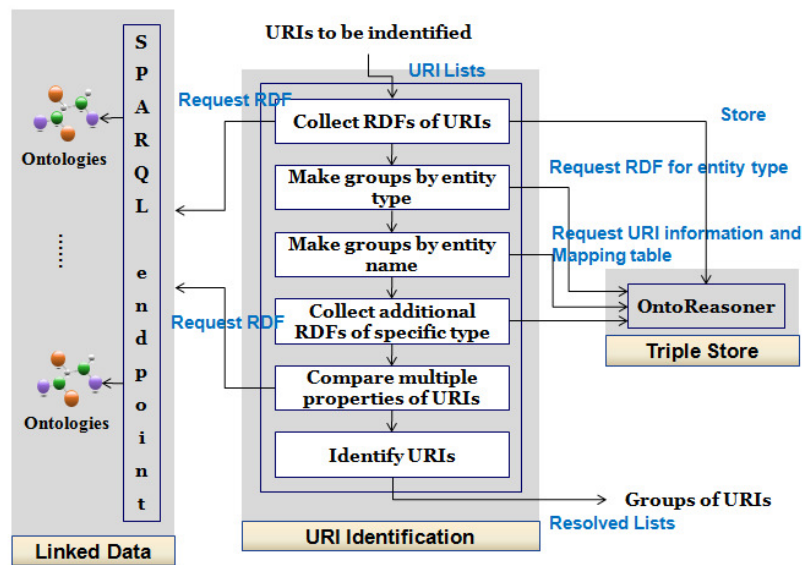 URIs to be indentified
URI Lists
SPARQL endpoint
Request RDF
Ontologies
......
Request RDF
Ontologies
Linked Data
Collect RDFs of URIs
Make groups by entity
type
Make groups by entity
name
Collect additional
RDFs of specific type
Compare multiple
properties of URIs
Identify URIs
URI Identification
Store
Request RDF for entity type
Request URI information and
Mapping table
OntoReasoner
Triple Store
Groups of URIs
Resolved Lists